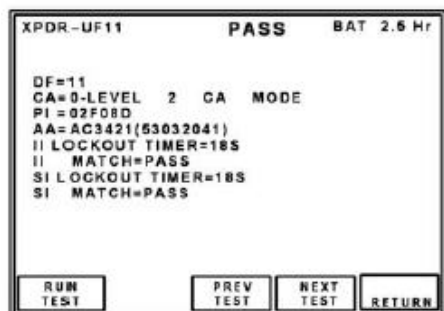 XPDR-UF11 PASS BAT 2.5 Hr
DF=11
CA=0-LEVEL 2 CA MODE
PI=02F08D
AA=AC3421(53032041)
II LOCKOUT TIMER=18S
II MATCH=PASS
SI LOCKOUT TIMER=18S
SI MATCH=PASS
RUN TEST
PREV TEST
NEXT TEST
RETURN